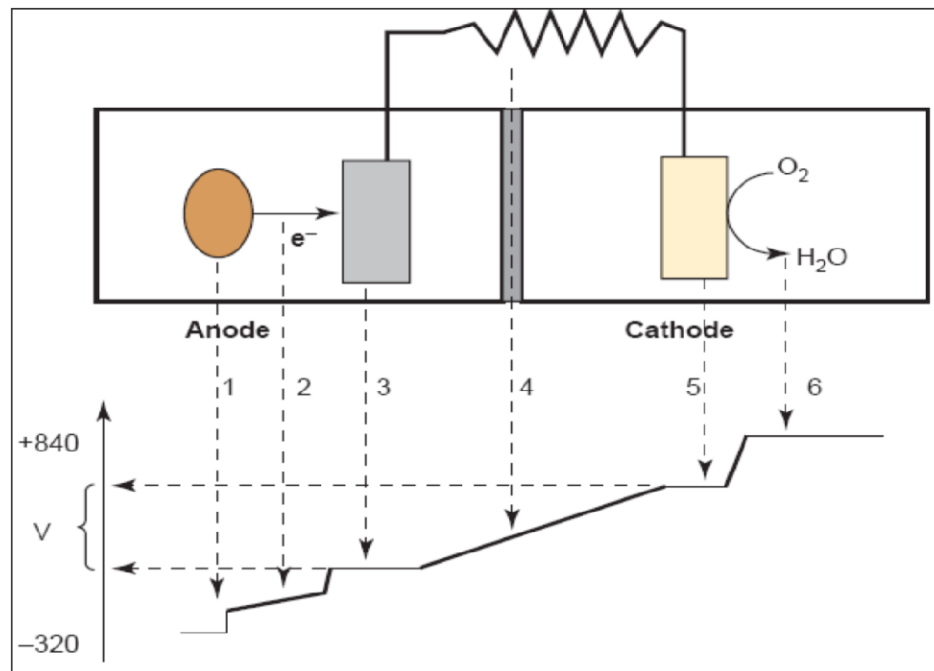 e⁻
O₂
H₂O
Anode
Cathode
1 2 3 4 5 6
+840
V
–320